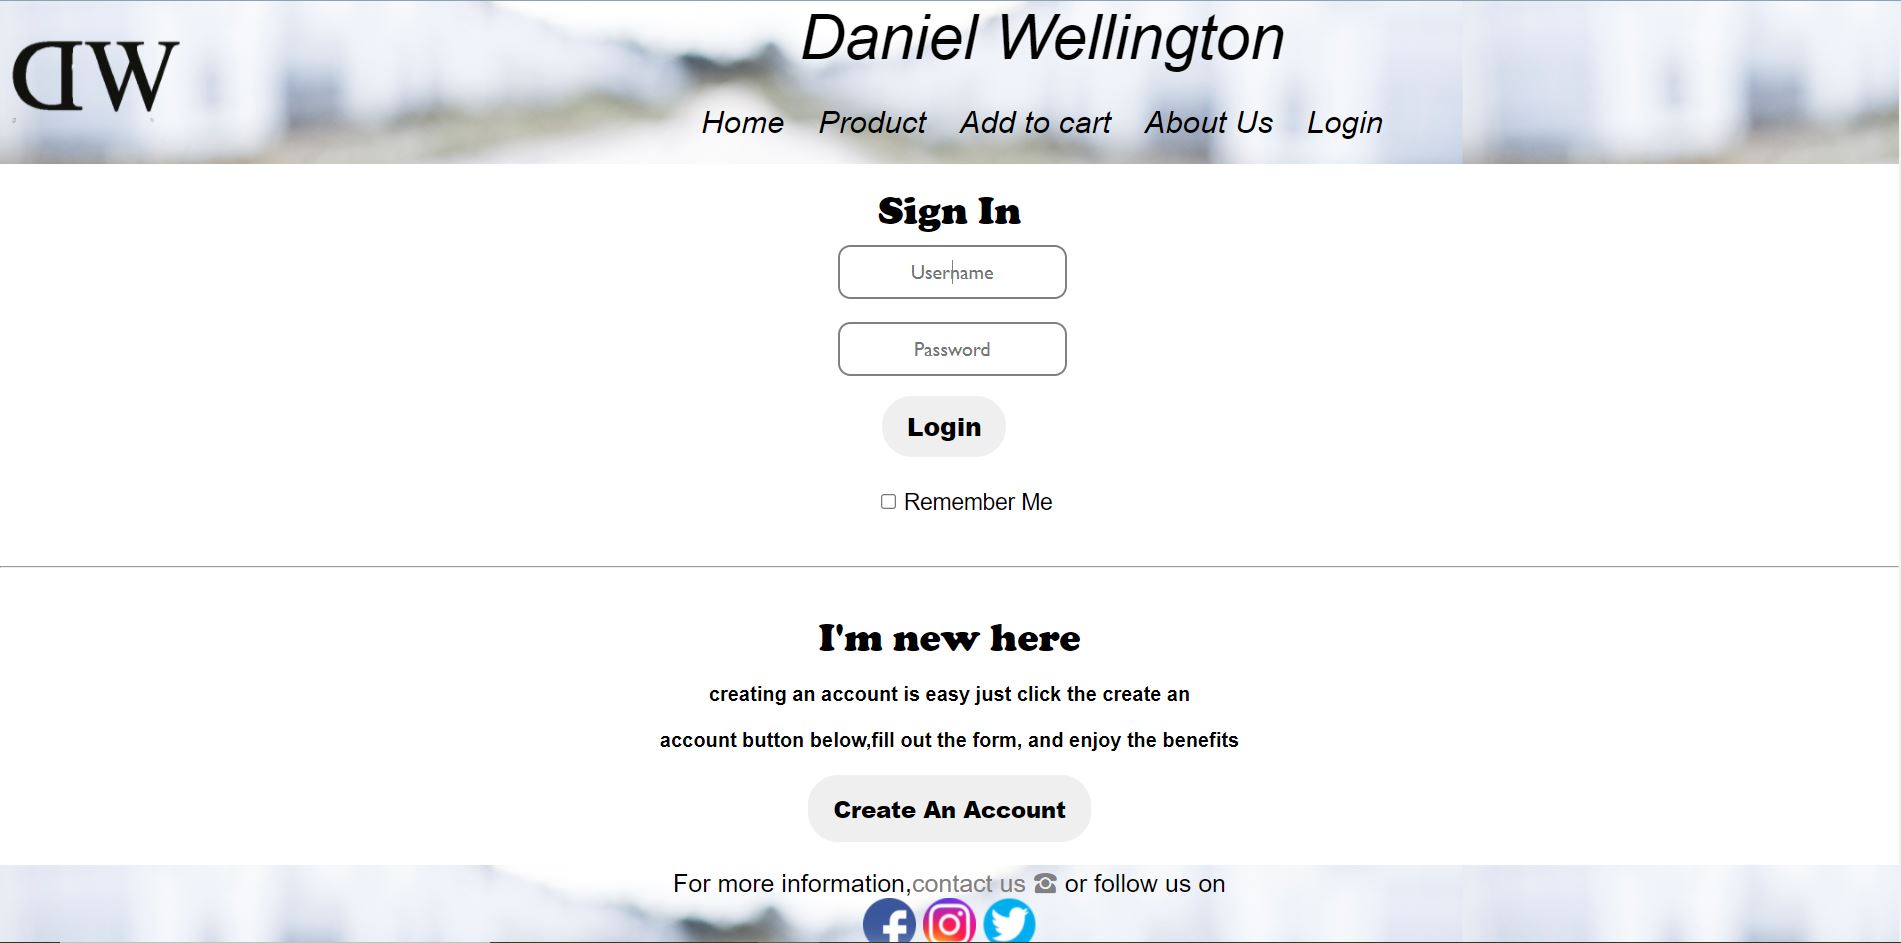 DW
Daniel Wellington
Home Product Add to cart About Us Login
Sign In
Username
Password
Login
Remember Me
I'm new here
creating an account is easy just click the create an
account button below,fill out the form, and enjoy the benefits
Create An Account
For more information,contact us ☎ or follow us on